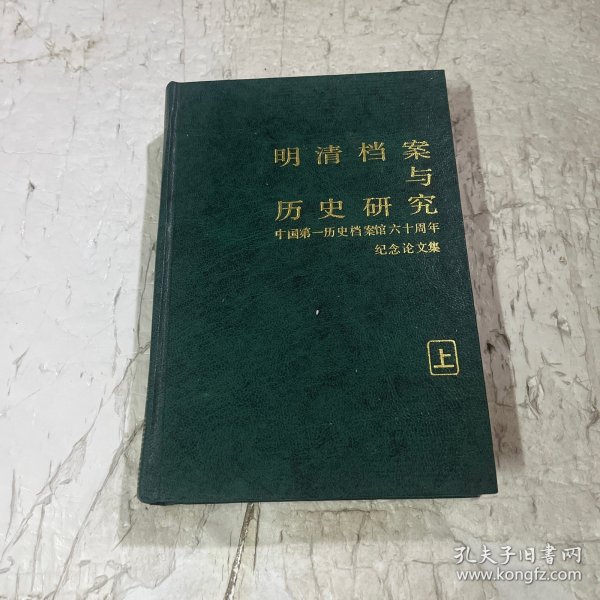 明清档案
与
历史研究
中国第一历史档案馆六十周年
纪念论文集
上
孔夫子旧书网
www.kongfz.com